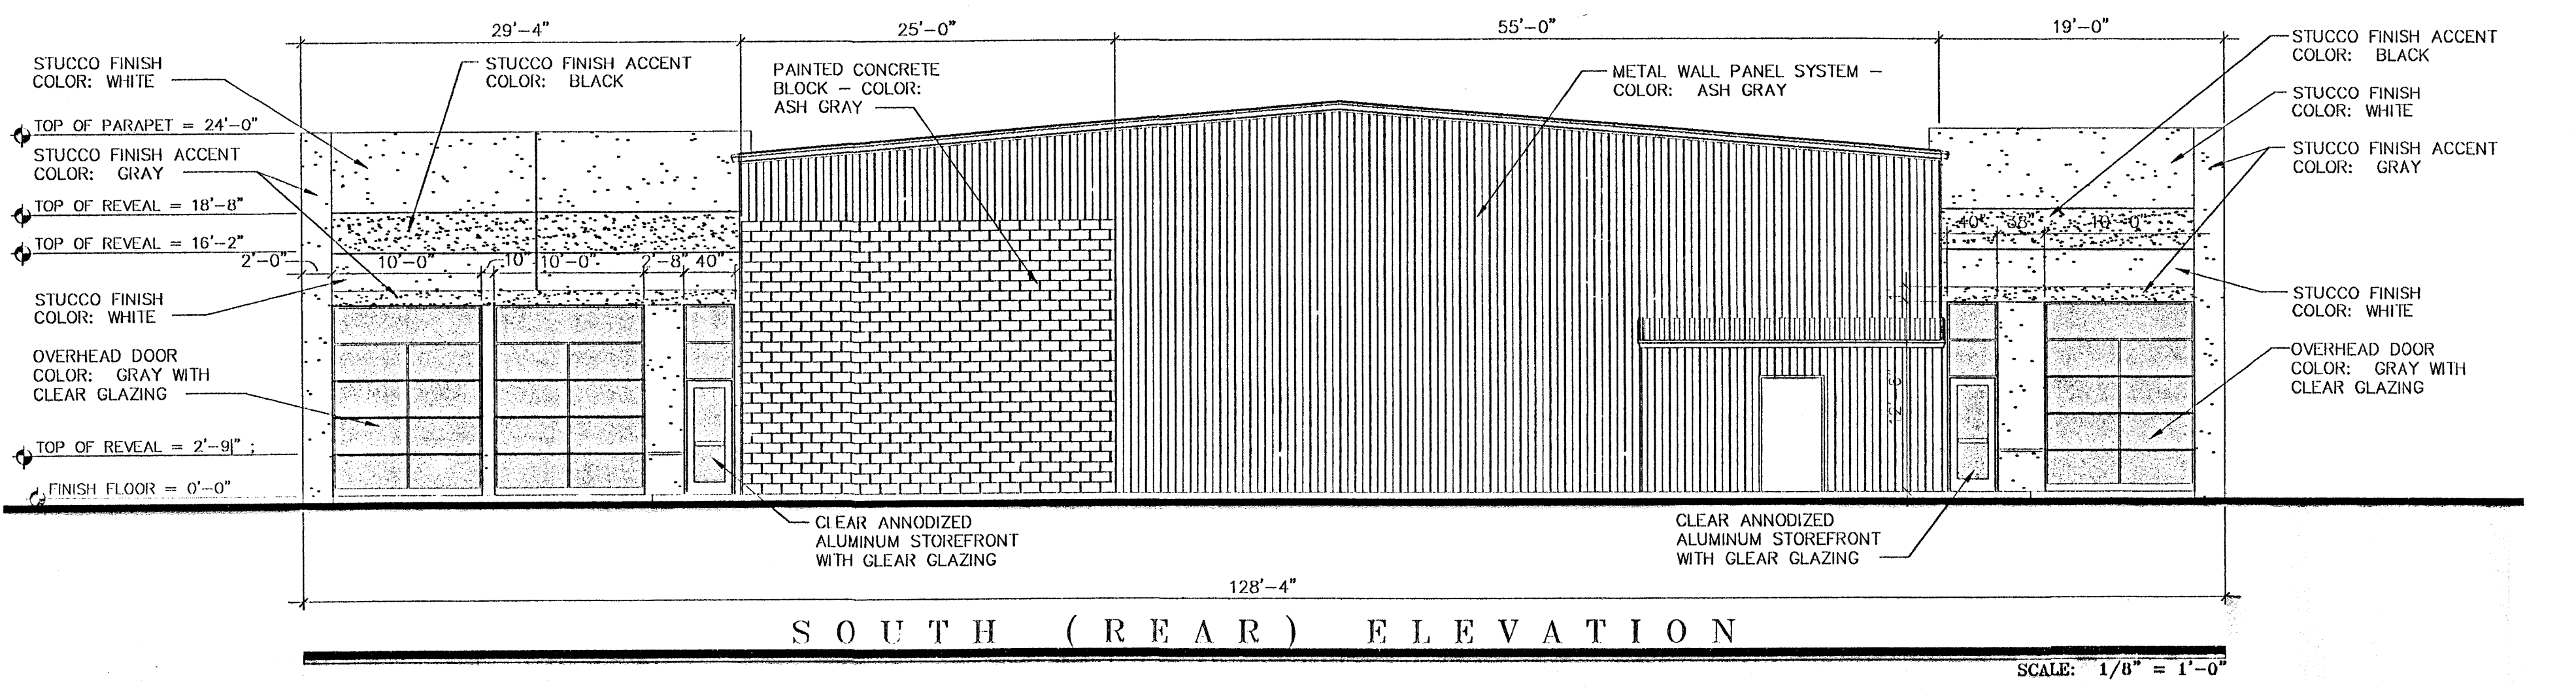 29'-4"
25'-0"
55'-0"
19'-0"
STUCCO FINISH
COLOR: WHITE
STUCCO FINISH ACCENT
COLOR: BLACK
PAINTED CONCRETE
BLOCK - COLOR:
ASH GRAY
METAL WALL PANEL SYSTEM -
COLOR: ASH GRAY
STUCCO FINISH ACCENT
COLOR: BLACK
STUCCO FINISH
COLOR: WHITE
TOP OF PARAPET = 24'-0"
STUCCO FINISH ACCENT
COLOR: GRAY
STUCCO FINISH ACCENT
COLOR: GRAY
TOP OF REVEAL = 18'-8"
TOP OF REVEAL = 16'-2"
40"
38"
10'-0"
2'-0"
10'-0"
10"
10'-0"
2'-8"
40"
STUCCO FINISH
COLOR: WHITE
STUCCO FINISH
COLOR: WHITE
OVERHEAD DOOR
COLOR: GRAY WITH
CLEAR GLAZING
OVERHEAD DOOR
COLOR: GRAY WITH
CLEAR GLAZING
TOP OF REVEAL = 2'-9"
FINISH FLOOR = 0'-0"
CLEAR ANNODIZED
ALUMINUM STOREFRONT
WITH GLEAR GLAZING
CLEAR ANNODIZED
ALUMINUM STOREFRONT
WITH GLEAR GLAZING
128'-4"
SOUTH (REAR) ELEVATION
SCALE: 1/8" = 1'-0"